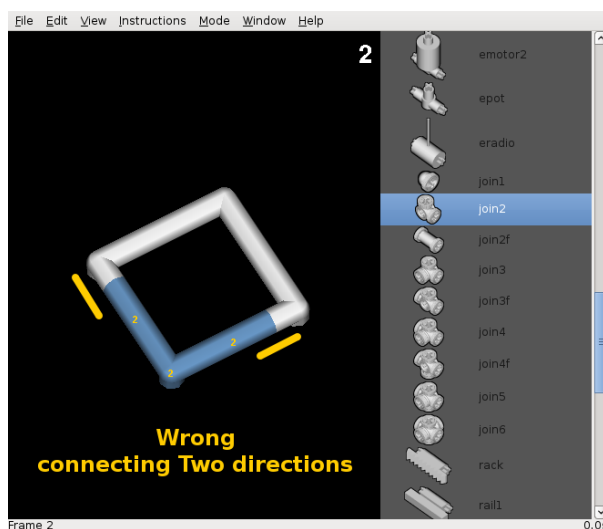 File Edit View Instructions Mode Window Help
2
emotor2
epot
eradio
join1
join2
join2f
join3
join3f
join4
join4f
join5
join6
rack
rail1
2
2
2
Wrong
connecting Two directions
Frame 2